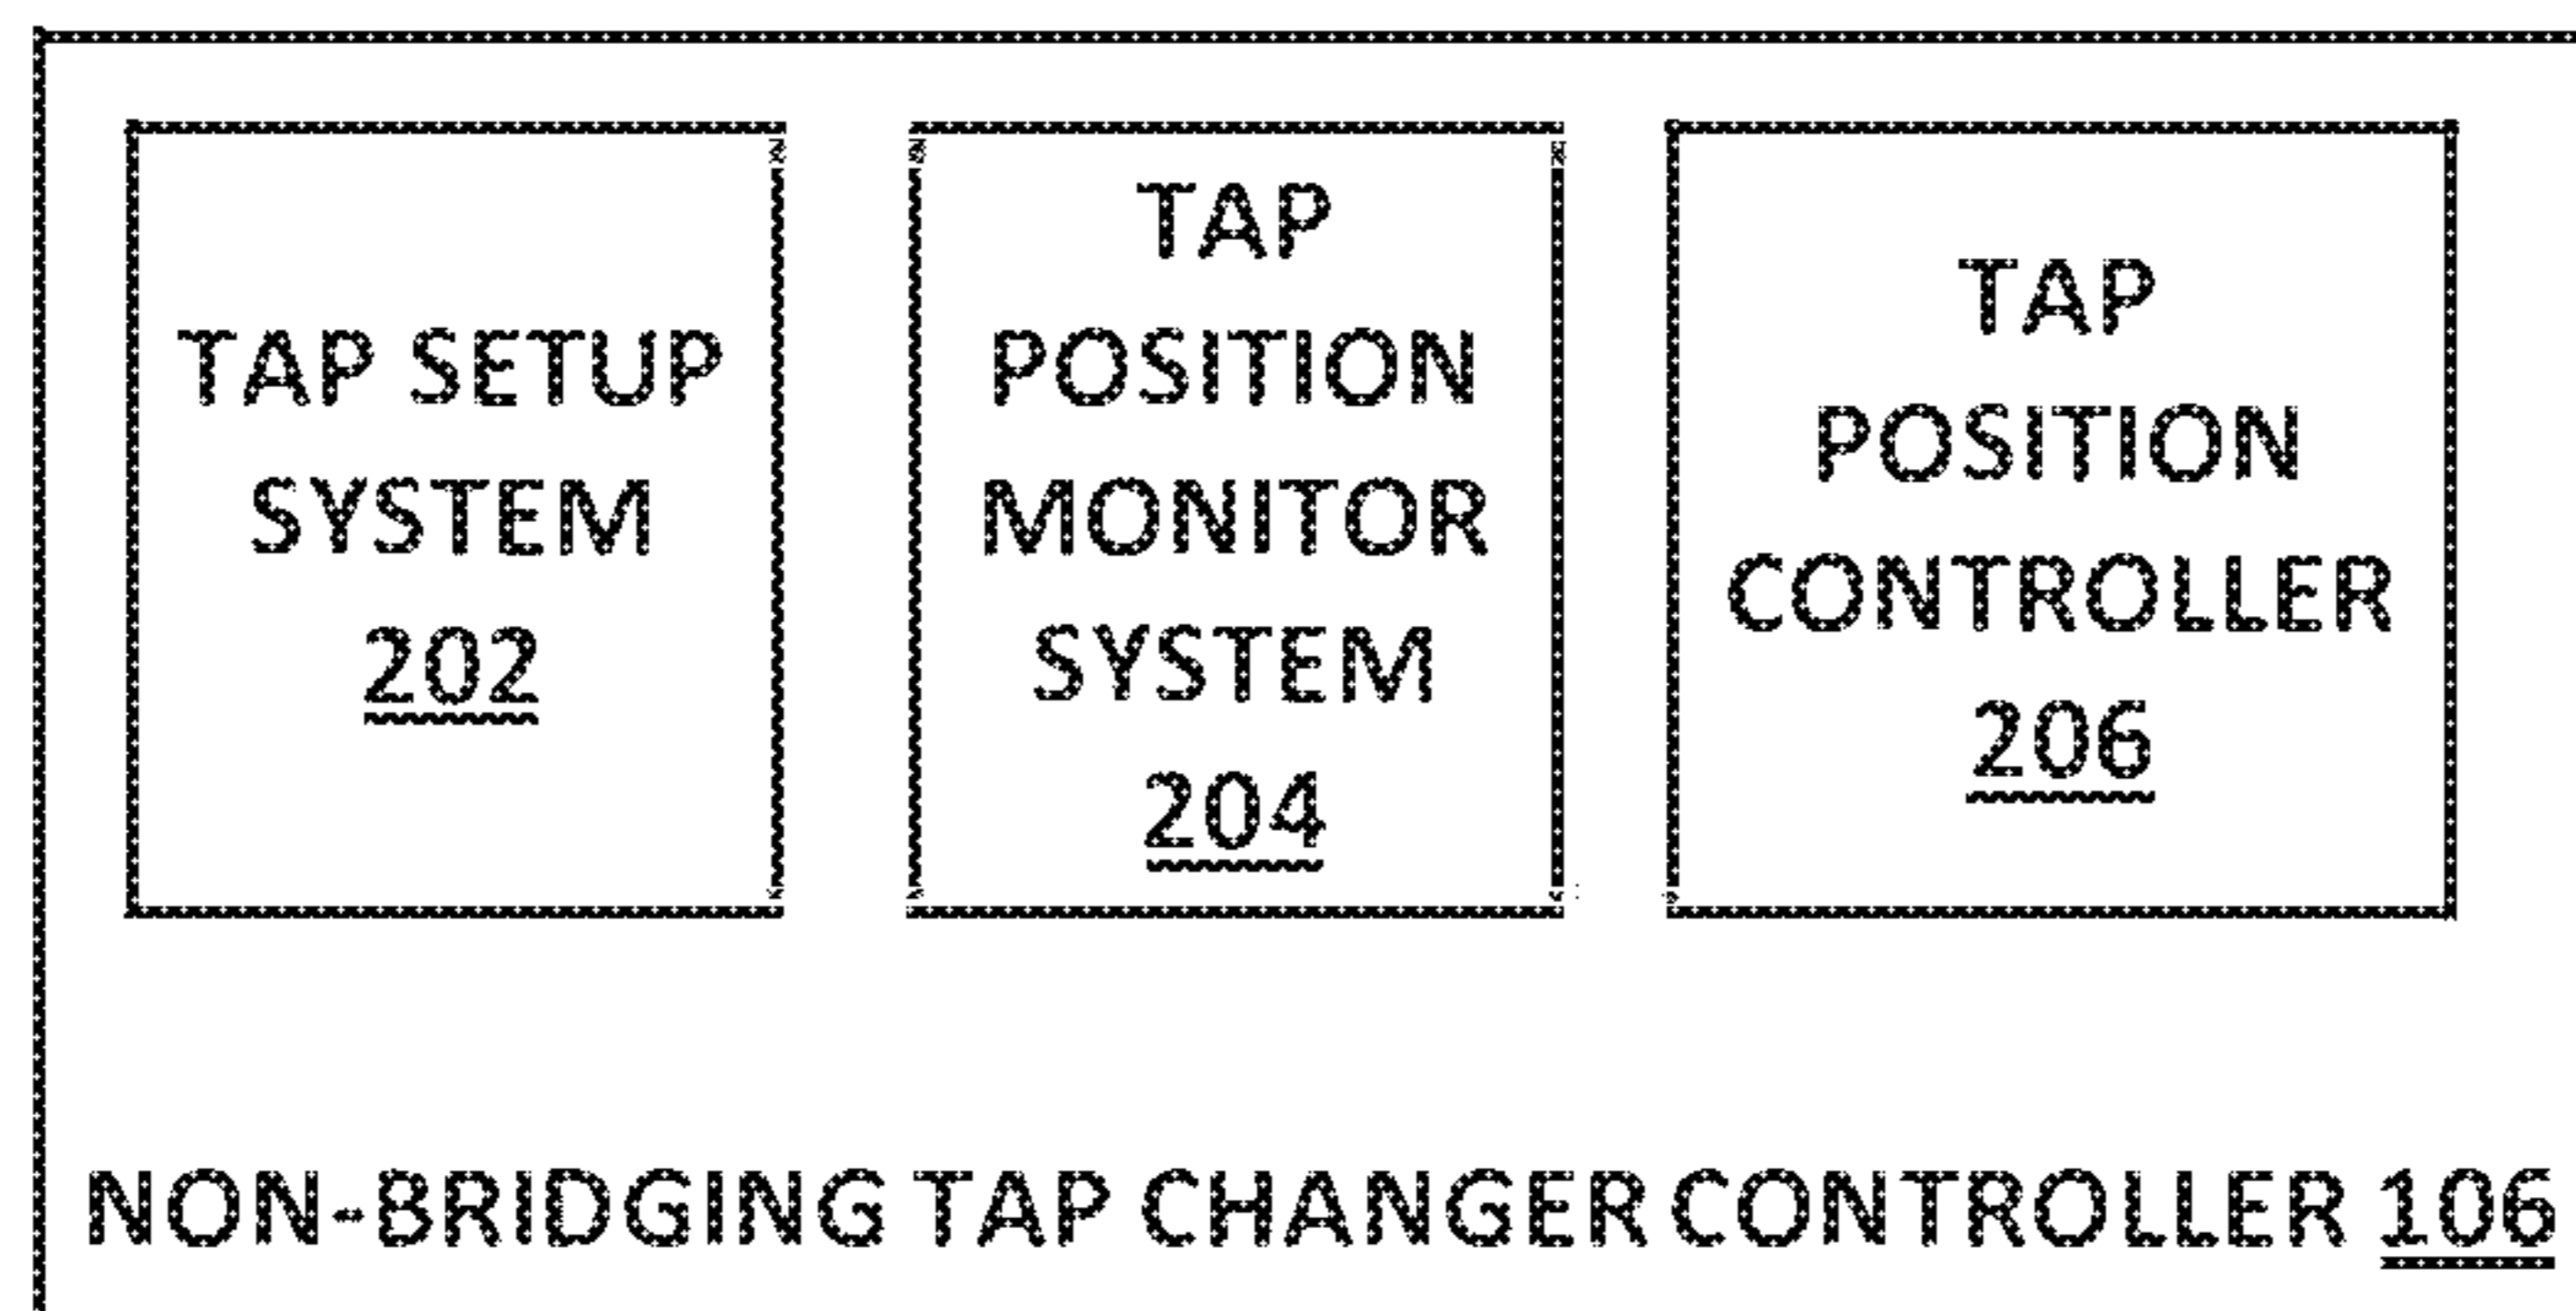 TAP SETUP
SYSTEM
202
TAP
POSITION
MONITOR
SYSTEM
204
TAP
POSITION
CONTROLLER
206
NON-BRIDGING TAP CHANGER CONTROLLER 106